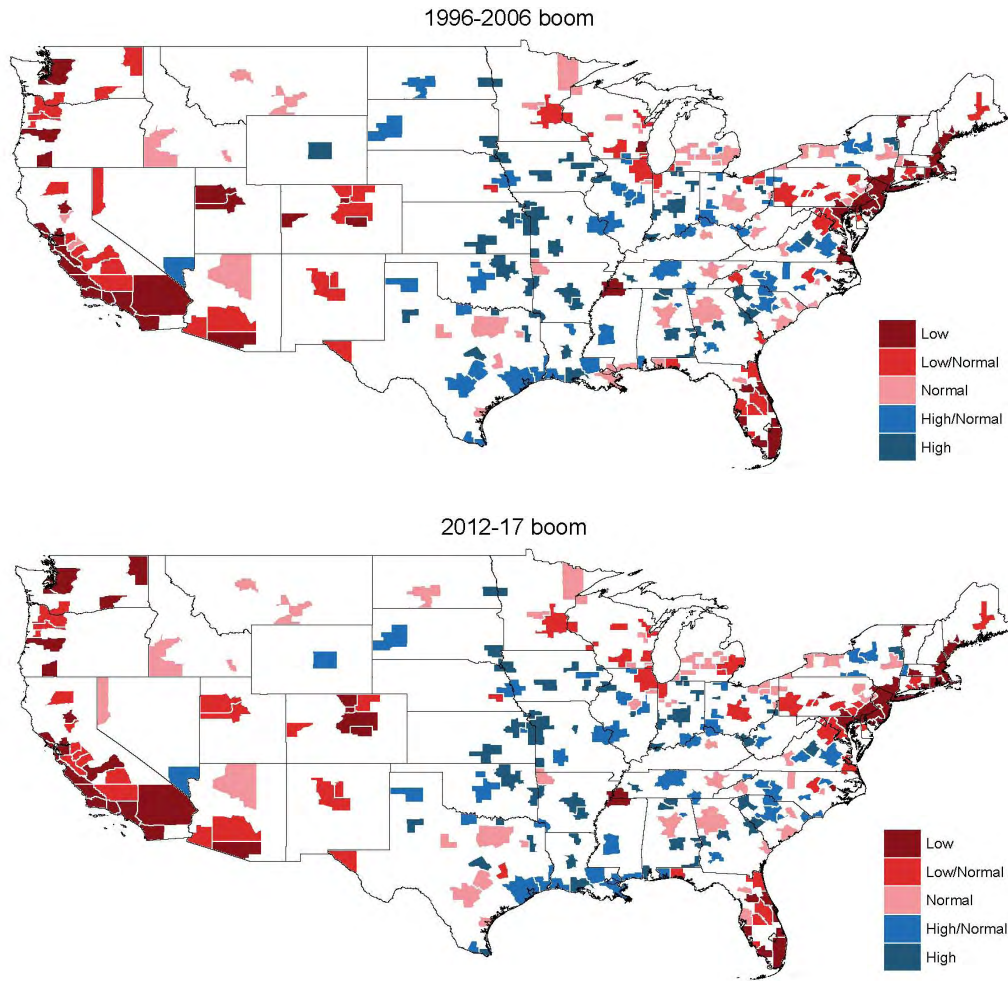 1996-2006 boom
Low
Low/Normal
Normal
High/Normal
High
2012-17 boom
Low
Low/Normal
Normal
High/Normal
High